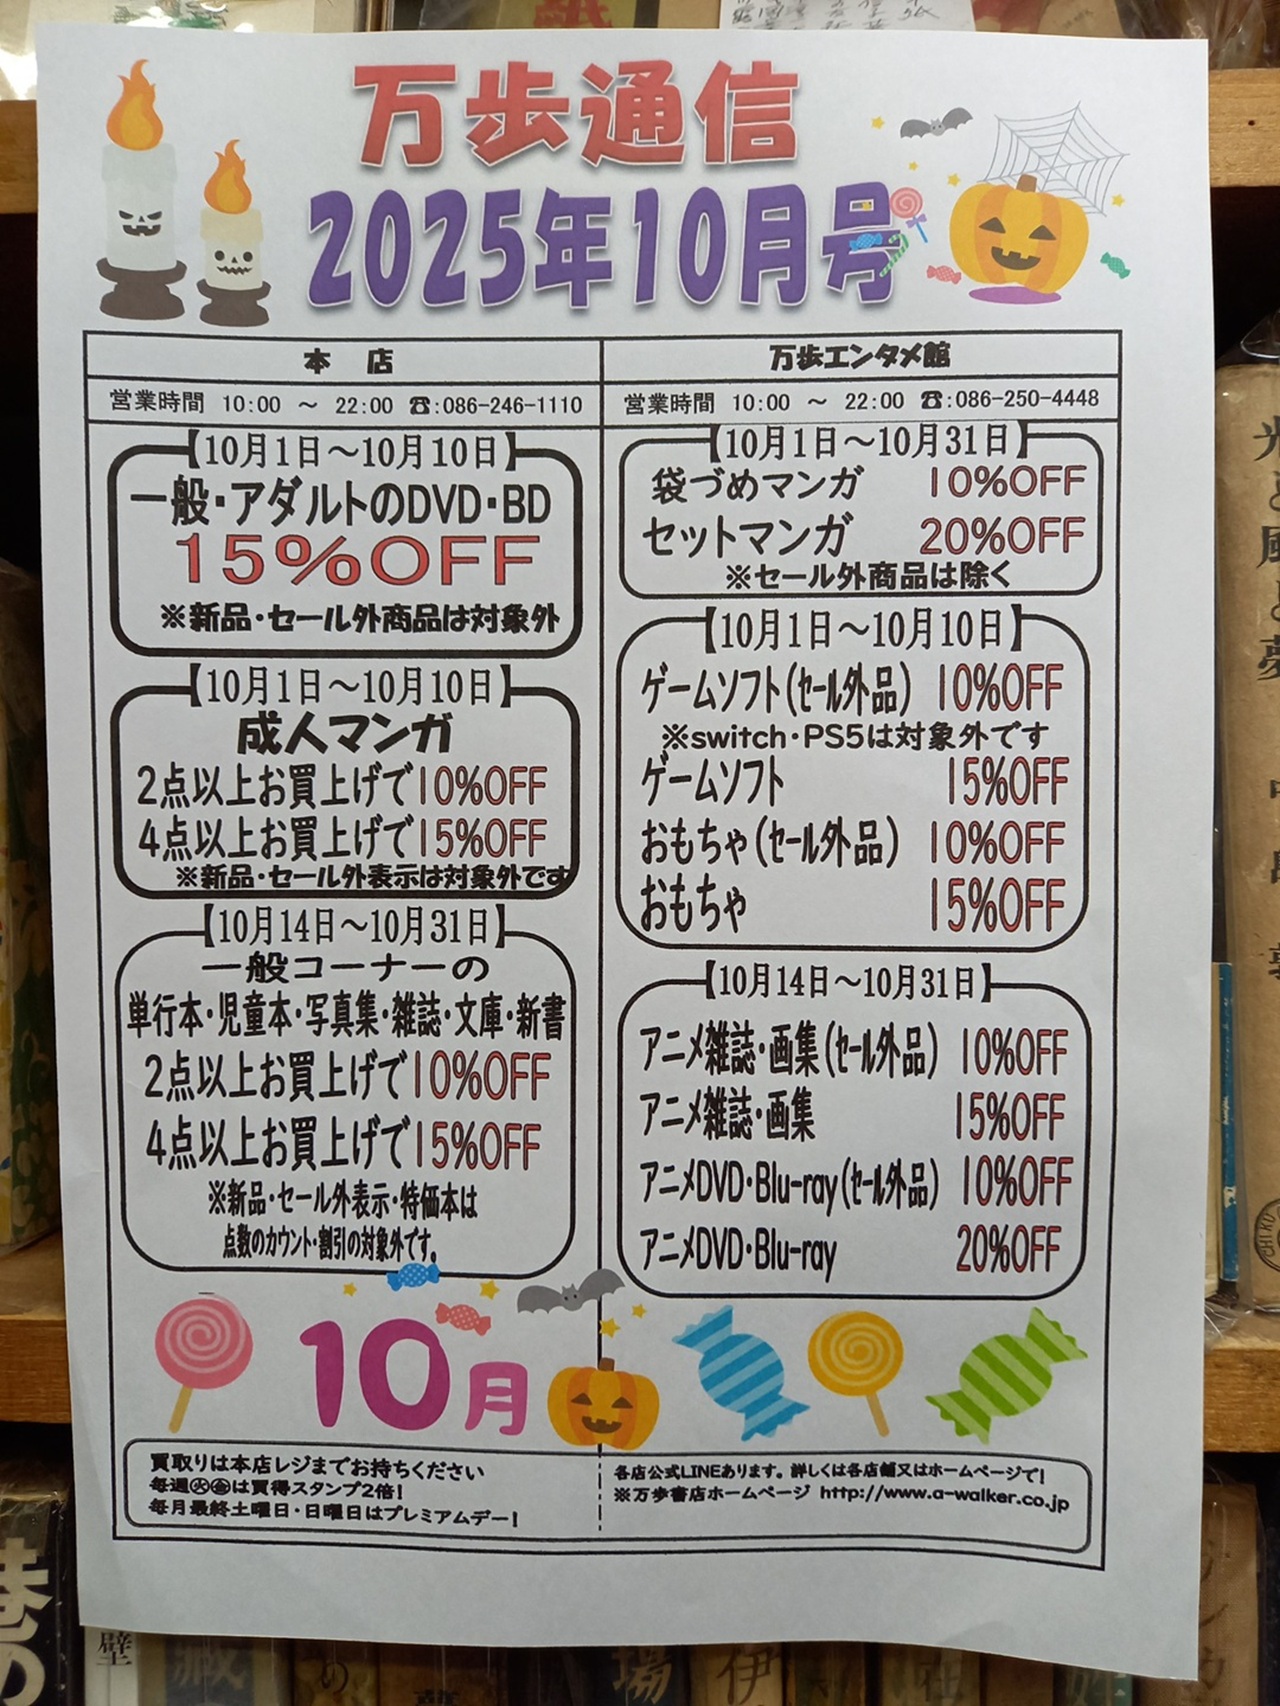 万歩通信
2025年10月号
本　店
営業時間 10:00 ～ 22:00 ☎:086-246-1110
【10月1日～10月10日】
一般・アダルトのDVD・BD
15%OFF
※新品・セール外商品は対象外
【10月1日～10月10日】
成人マンガ
2点以上お買上げで10%OFF
4点以上お買上げで15%OFF
※新品・セール外表示は対象外です
【10月14日～10月31日】
一般コーナーの
単行本・児童本・写真集・雑誌・文庫・新書
2点以上お買上げで10%OFF
4点以上お買上げで15%OFF
※新品・セール外表示・特価本は
点数のカウント・割引の対象外です。
万歩エンタメ館
営業時間 10:00 ～ 22:00 ☎:086-250-4448
【10月1日～10月31日】
袋づめマンガ 10%OFF
セットマンガ 20%OFF
※セール外商品は除く
【10月1日～10月10日】
ゲームソフト(セール外品) 10%OFF
※switch・PS5は対象外です
ゲームソフト 15%OFF
おもちゃ(セール外品) 10%OFF
おもちゃ 15%OFF
【10月14日～10月31日】
アニメ雑誌・画集(セール外品) 10%OFF
アニメ雑誌・画集 15%OFF
アニメDVD・Blu-ray(セール外品) 10%OFF
アニメDVD・Blu-ray 20%OFF
10月
買取りは本店レジまでお持ちください
毎週㊋㊎は買得スタンプ2倍!
毎月最終土曜日・日曜日はプレミアムデー!
各店公式LINEあります。詳しくは各店舗又はホームページで!
※万歩書店ホームページ http://www.a-walker.co.jp